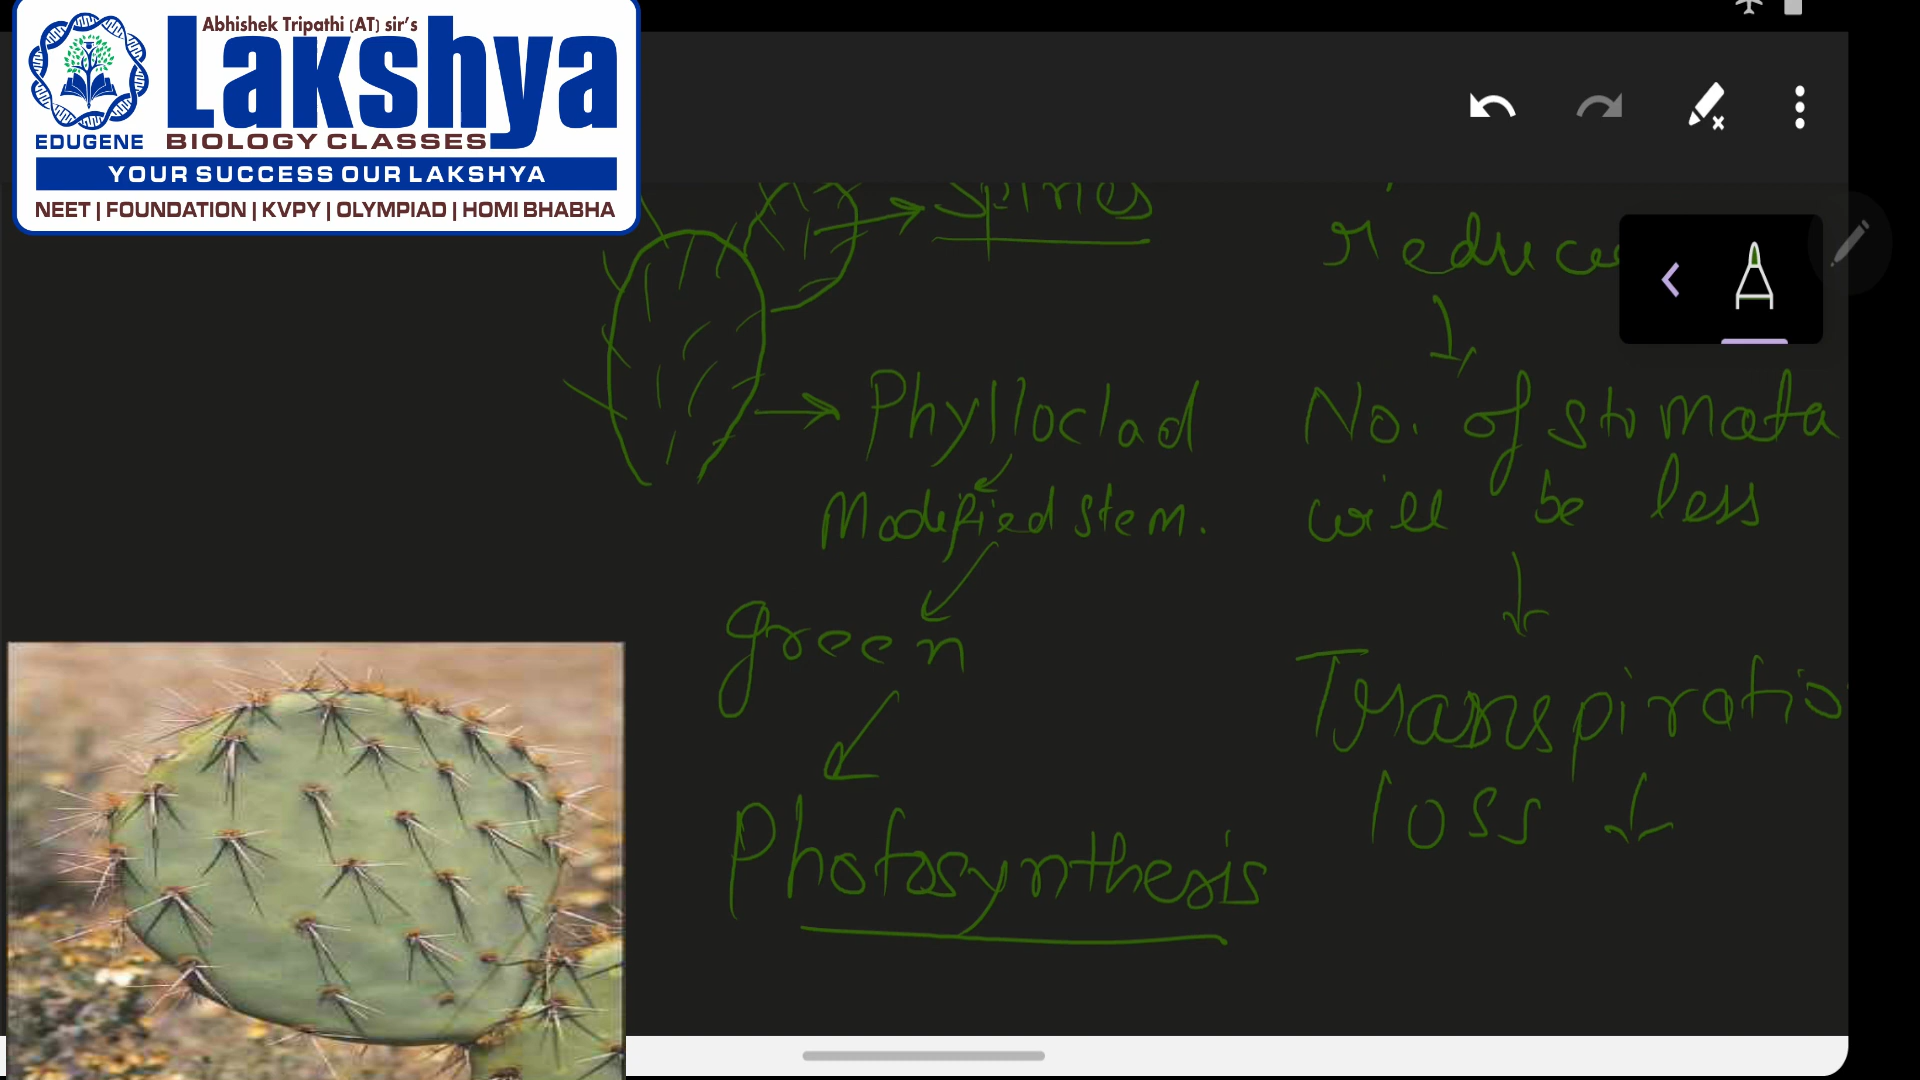 Abhishek Tripathi (AT) sir's
Lakshya
EDUGENE
BIOLOGY CLASSES
YOUR SUCCESS OUR LAKSHYA
NEET | FOUNDATION | KVPY | OLYMPIAD | HOMI BHABHA
Spines
Phylloclad
Modified stem.
green
Photosynthesis
reduce
No. of stomata
will be less
Transpiratio
loss ↓